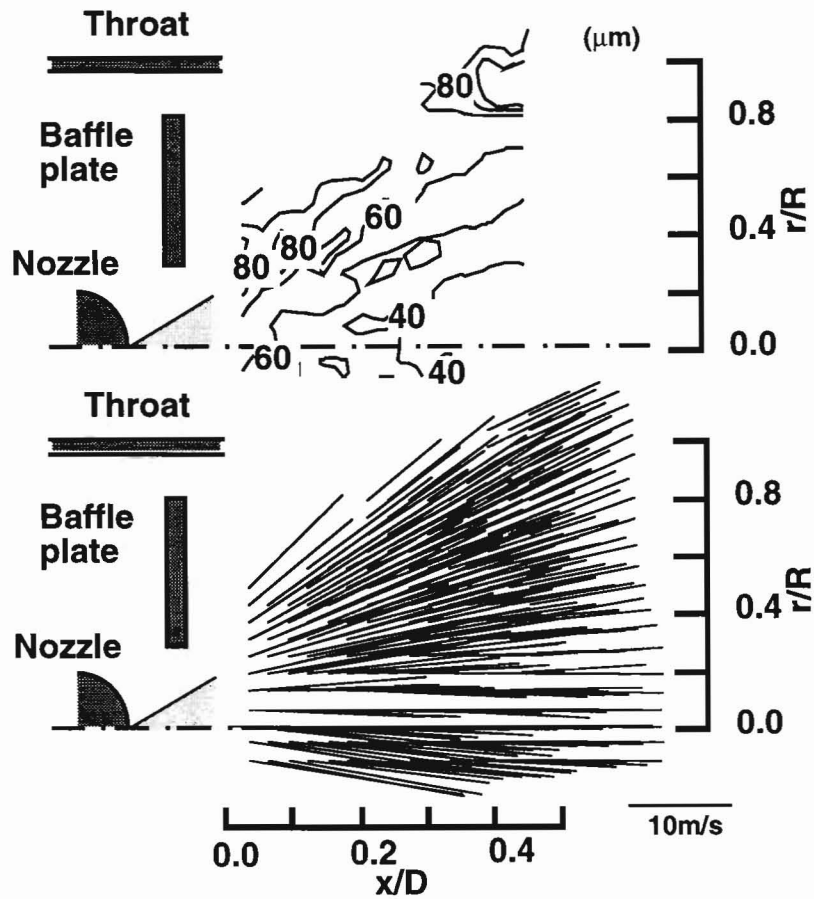 Throat
(μm)
80
0.8
Baffle
plate
60
80
0.4
r/R
80
Nozzle
40
0.0
60
40
Throat
0.8
Baffle
plate
0.4
r/R
Nozzle
0.0
10m/s
0.0
0.2
0.4
x/D